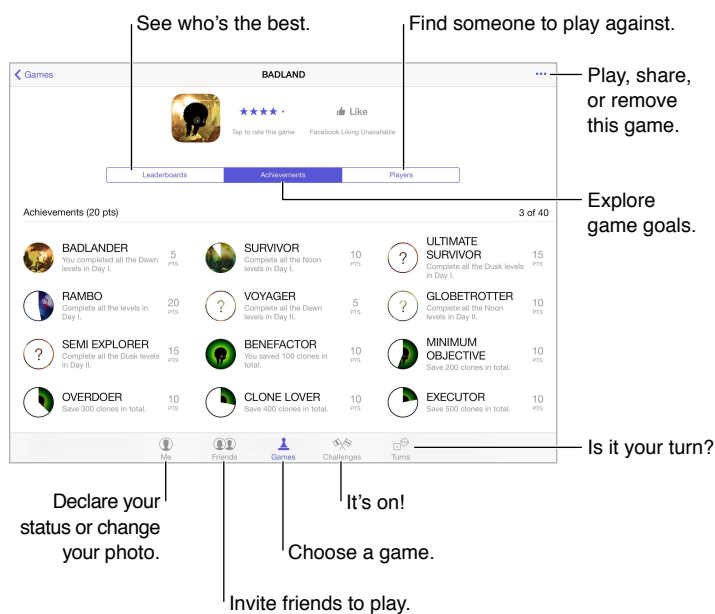 See who's the best.
Find someone to play against.
Games
BADLAND
Play, share,
or remove
this game.
Like
Tap to rate this game
Facebook Liking Unavailable
Leaderboards
Achievements
Players
Explore
game goals.
Achievements (20 pts)
3 of 40
BADLANDER
You completed all the Dawn
levels in Day I.
5
PTS
SURVIVOR
Complete all the Noon
levels in Day I.
10
PTS
?
ULTIMATE
SURVIVOR
Complete all the Dusk levels
in Day I.
15
PTS
RAMBO
Complete all the levels in
Day I.
20
PTS
?
VOYAGER
Complete all the Dawn
levels in Day II.
5
PTS
?
GLOBETROTTER
Complete all the Noon
levels in Day II.
10
PTS
?
SEMI EXPLORER
Complete all the Dusk levels
in Day II.
15
PTS
BENEFACTOR
You saved 100 clones in
total.
10
PTS
MINIMUM
OBJECTIVE
Save 200 clones in total.
10
PTS
OVERDOER
Save 300 clones in total.
10
PTS
CLONE LOVER
Save 400 clones in total.
10
PTS
EXECUTOR
Save 500 clones in total.
10
PTS
Me
Friends
Games
Challenges
Turns
Is it your turn?
Declare your
status or change
your photo.
It's on!
Choose a game.
Invite friends to play.